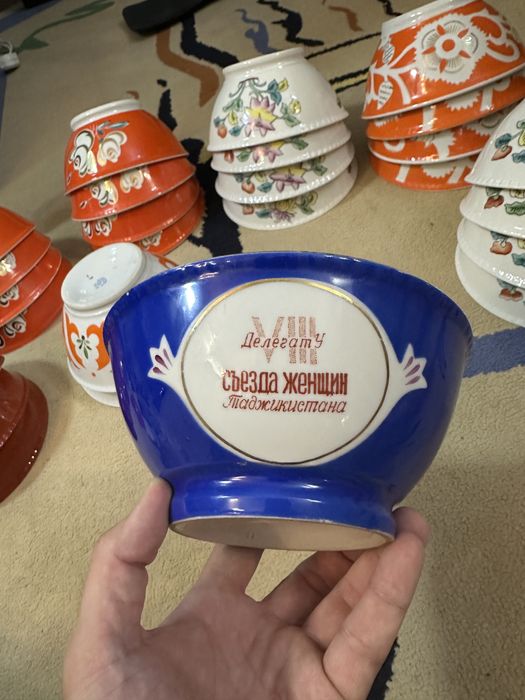 Делегату
VIII
съезда женщин
Таджикистана